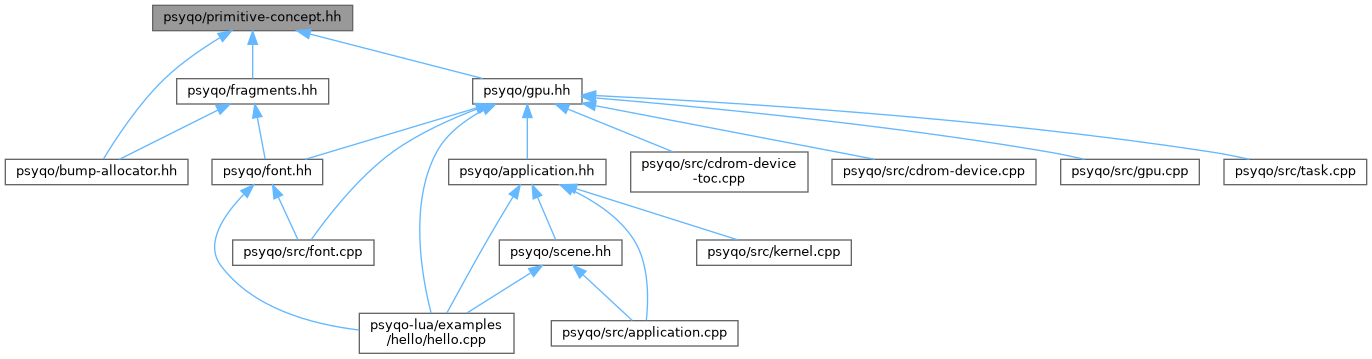 psyqo/primitive-concept.hh
psyqo/fragments.hh
psyqo/gpu.hh
psyqo/bump-allocator.hh
psyqo/font.hh
psyqo/application.hh
psyqo/src/cdrom-device
-toc.cpp
psyqo/src/cdrom-device.cpp
psyqo/src/gpu.cpp
psyqo/src/task.cpp
psyqo/src/font.cpp
psyqo/scene.hh
psyqo/src/kernel.cpp
psyqo-lua/examples
/hello/hello.cpp
psyqo/src/application.cpp